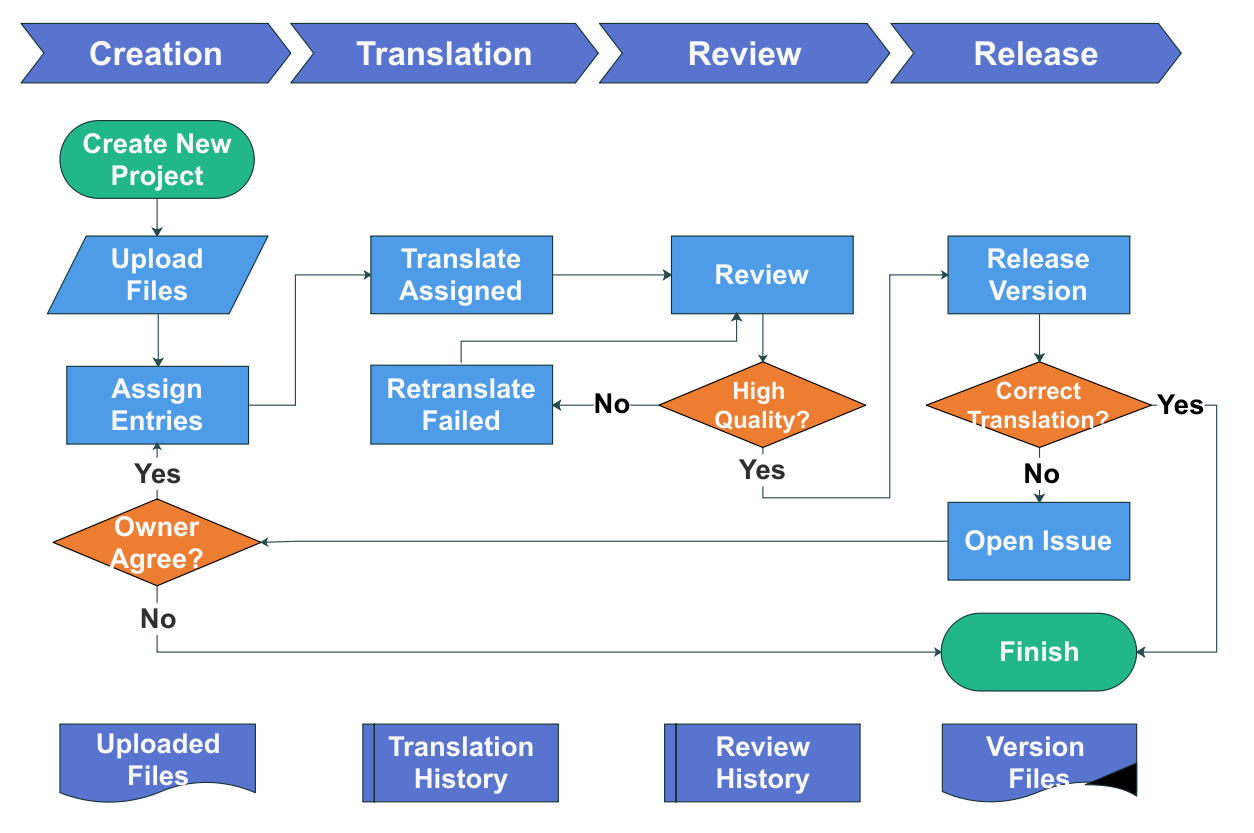 Creation
Translation
Review
Release
Create New
Project
Upload
Files
Translate
Assigned
Review
Release
Version
Assign
Entries
Retranslate
Failed
No
High
Quality?
Correct
Translation?
Yes
Yes
Yes
No
Owner
Agree?
Open Issue
No
Finish
Uploaded
Files
Translation
History
Review
History
Version
Files